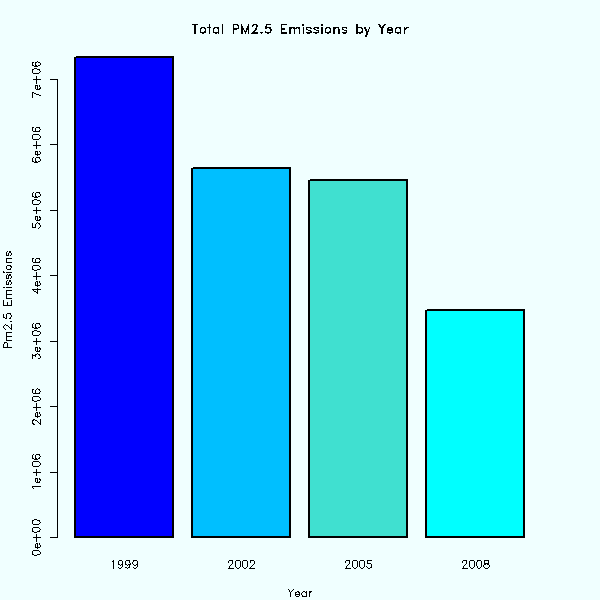 Total PM2.5 Emissions by Year
Pm2.5 Emissions
7e+06
6e+06
5e+06
4e+06
3e+06
2e+06
1e+06
0e+00
1999 2002 2005 2008
Year